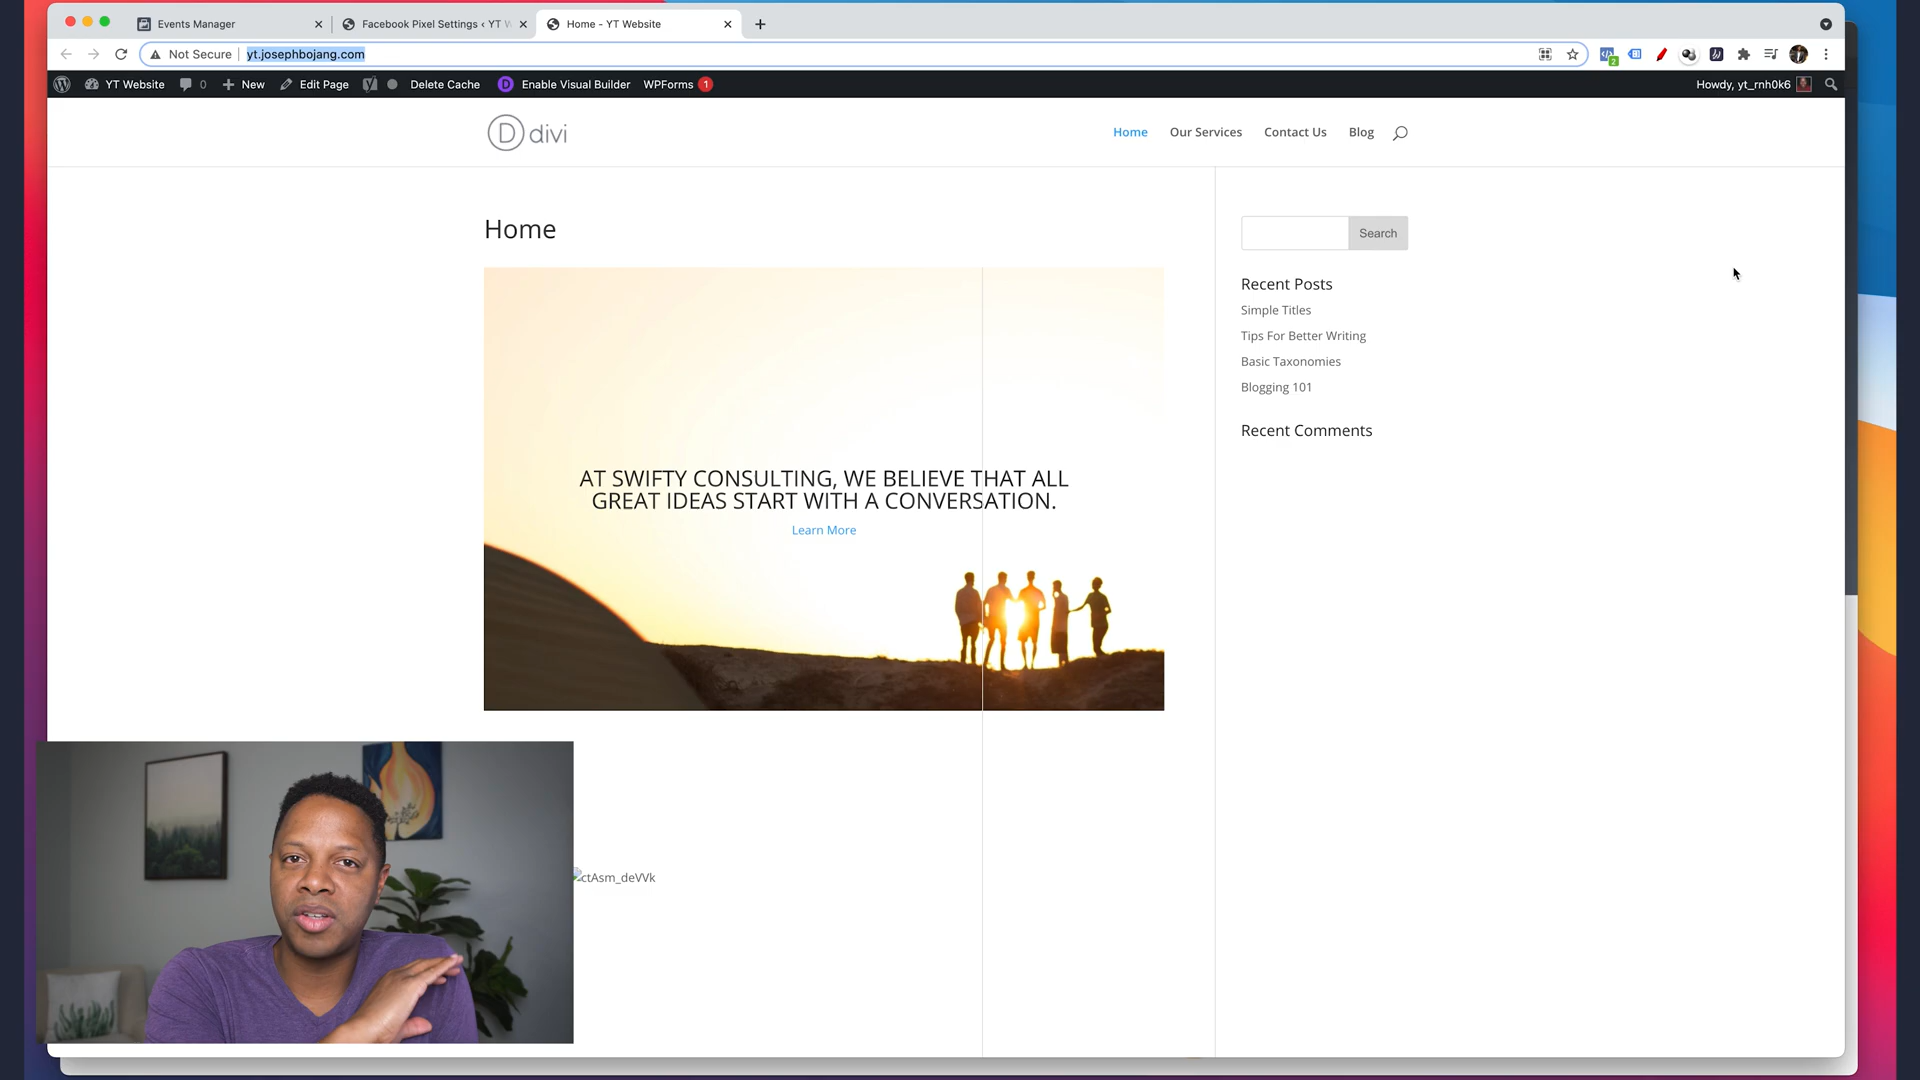 Events Manager
Facebook Pixel Settings ‹ YT W
Home - YT Website
Not Secure
yt.josephbojang.com
2
YT Website
0
New
Edit Page
Delete Cache
D
Enable Visual Builder
WPForms
1
Howdy, yt_rnh0k6
D divi
Home
Our Services
Contact Us
Blog
Home
Search
Recent Posts
Simple Titles
Tips For Better Writing
Basic Taxonomies
Blogging 101
Recent Comments
AT SWIFTY CONSULTING, WE BELIEVE THAT ALL
GREAT IDEAS START WITH A CONVERSATION.
Learn More
ctAsm_deVVk